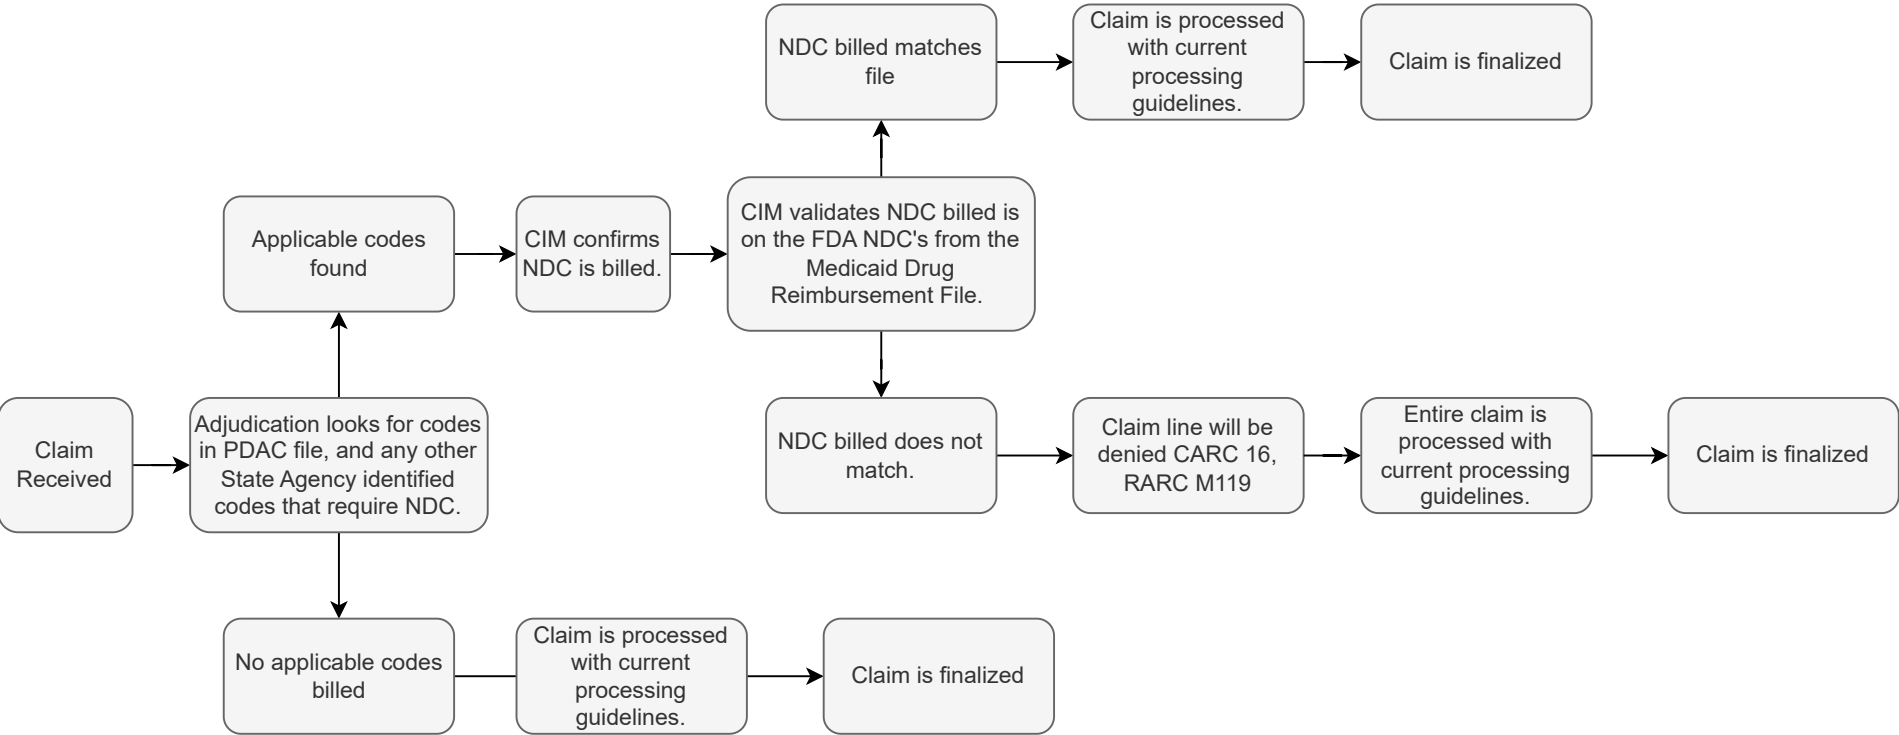 NDC billed matches
file
Claim is processed
with current
processing
guidelines.
Claim is finalized
Applicable codes
found
CIM confirms
NDC is billed.
CIM validates NDC billed is
on the FDA NDC's from the
Medicaid Drug
Reimbursement File.
Claim
Received
Adjudication looks for codes
in PDAC file, and any other
State Agency identified
codes that require NDC.
NDC billed does not
match.
Claim line will be
denied CARC 16,
RARC M119
Entire claim is
processed with
current processing
guidelines.
Claim is finalized
No applicable codes
billed
Claim is processed
with current
processing
guidelines.
Claim is finalized